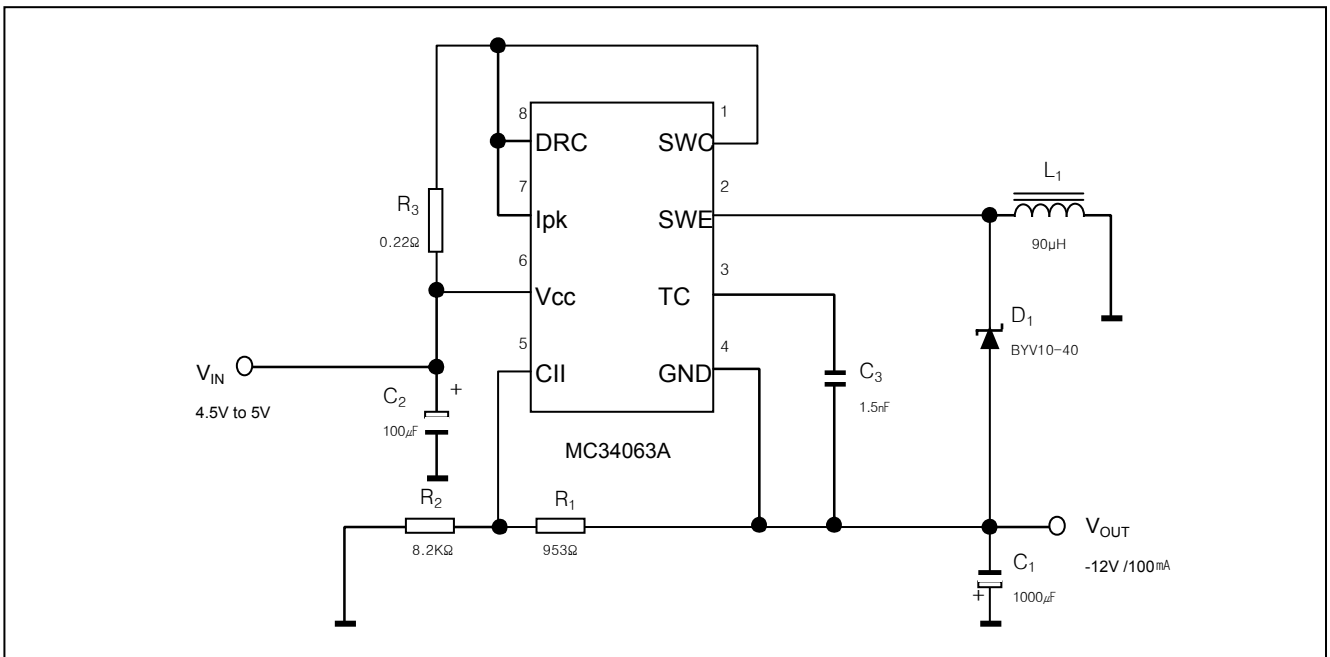 8
DRC
SWC
1
7
Ipk
SWE
2
6
Vcc
TC
3
5
CII
GND
4
MC34063A
R3
0.22Ω
VIN
4.5V to 5V
C2
+
100㎌
R2
8.2KΩ
R1
953Ω
L1
90µH
D1
BYV10-40
C3
1.5㎋
VOUT
-12V /100㎃
C1
+
1000㎌